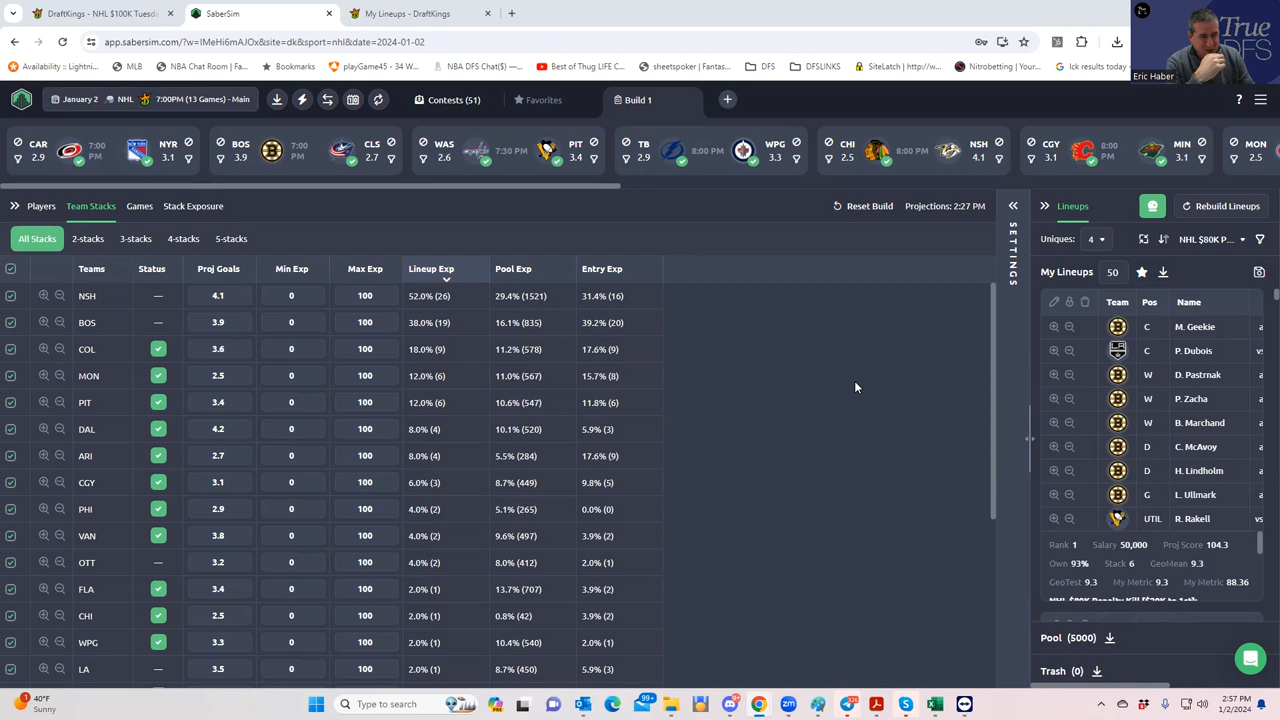 DraftKings - NHL $100K Tuesd
SaberSim
My Lineups - DraftKings
True
DFS
Eric Haber
app.sabersim.com/?w=IMeHi6mAJOx&site=dk&sport=nhl&date=2024-01-02
Availability :: Lightni...
MLB
NBA Chat Room | Fa...
Bookmarks
playGame45 - 34 W...
NBA DFS Chat($) —...
Best of Thug LIFE C...
sheetspoker | Starti...
DFS
DFSLINKS
SiteLatch | http://w...
Nitrobetting | Your...
Ick results today
January 2 NHL 7:00PM (13 Games) - Main
Contests (51)
Favorites
Build 1
CAR 2.9 7:00 PM NYR 3.1
BOS 3.9 7:00 PM CLS 2.7
WAS 2.6 7:30 PM PIT 3.4
TB 2.9 8:00 PM WPG 3.3
CHI 2.5 8:00 PM NSH 4.1
CGY 3.1 8:00 PM MIN 3.1
MON 2.5
Players Team Stacks Games Stack Exposure
Reset Build Projections: 2:27 PM
All Stacks 2-stacks 3-stacks 4-stacks 5-stacks
Teams Status Proj Goals Min Exp Max Exp Lineup Exp Pool Exp Entry Exp
NSH — 4.1 0 100 52.0% (26) 29.4% (1521) 31.4% (16)
BOS — 3.9 0 100 38.0% (19) 16.1% (835) 39.2% (20)
COL 3.6 0 100 18.0% (9) 11.2% (578) 17.6% (9)
MON 2.5 0 100 12.0% (6) 11.0% (567) 15.7% (8)
PIT 3.4 0 100 12.0% (6) 10.6% (547) 11.8% (6)
DAL 4.2 0 100 8.0% (4) 10.1% (520) 5.9% (3)
ARI 2.7 0 100 8.0% (4) 5.5% (284) 17.6% (9)
CGY 3.1 0 100 6.0% (3) 8.7% (449) 9.8% (5)
PHI 2.9 0 100 4.0% (2) 5.1% (265) 0.0% (0)
VAN 3.8 0 100 4.0% (2) 9.6% (497) 3.9% (2)
OTT — 3.2 0 100 4.0% (2) 8.0% (412) 2.0% (1)
FLA 3.4 0 100 2.0% (1) 13.7% (707) 3.9% (2)
CHI 2.5 0 100 2.0% (1) 0.8% (42) 3.9% (2)
WPG 3.3 0 100 2.0% (1) 10.4% (540) 2.0% (1)
LA — 3.5 0 100 2.0% (1) 8.7% (450) 5.9% (3)
SETTINGS
Lineups
Rebuild Lineups
Uniques: 4 NHL $80K P...
My Lineups 50
Team Pos Name
C M. Geekie a
C P. Dubois vs
W D. Pastrnak a
W P. Zacha a
W B. Marchand a
D C. McAvoy a
D H. Lindholm a
G L. Ullmark a
UTIL R. Rakell vs
Rank 1 Salary 50,000 Proj Score 104.3
Own 93% Stack 6 GeoMean 9.3
GeoTest 9.3 My Metric 9.3 My Metric 88.36
NHL $80K Penalty Kill [$20K to 1st]
Pool (5000)
Trash (0)
40°F
Sunny
Type to search
99+
2:57 PM
1/2/2024